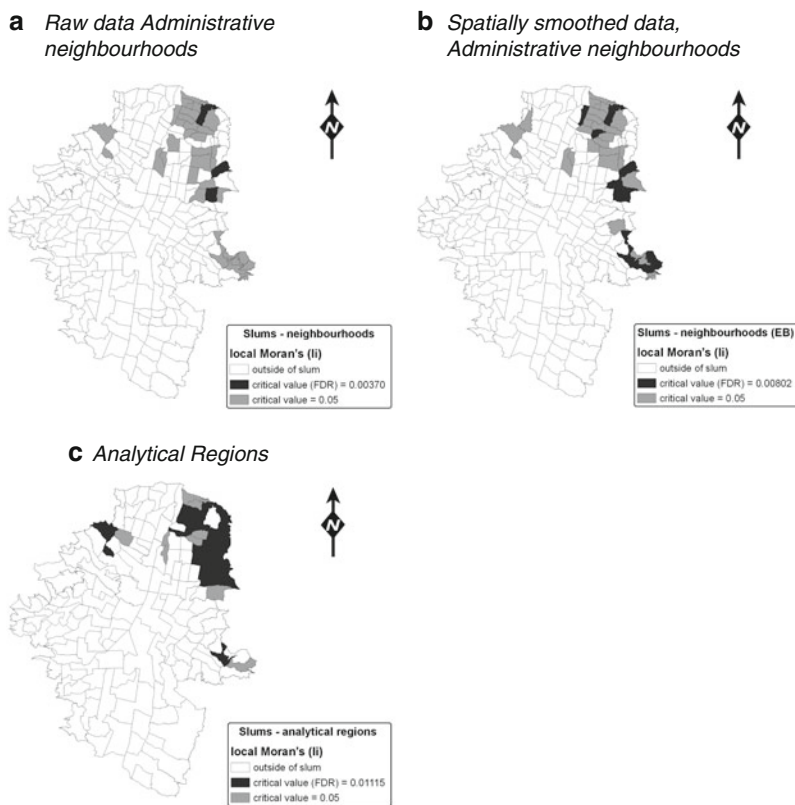 a Raw data Administrative
neighbourhoods
N
Slums - neighbourhoods
local Moran's (Ii)
outside of slum
critical value (FDR) = 0.00370
critical value = 0.05
b Spatially smoothed data,
Administrative neighbourhoods
N
Slums - neighbourhoods (EB)
local Moran's (Ii)
outside of slum
critical value (FDR) = 0.00802
critical value = 0.05
c Analytical Regions
N
Slums - analytical regions
local Moran's (Ii)
outside of slum
critical value (FDR) = 0.01115
critical value = 0.05